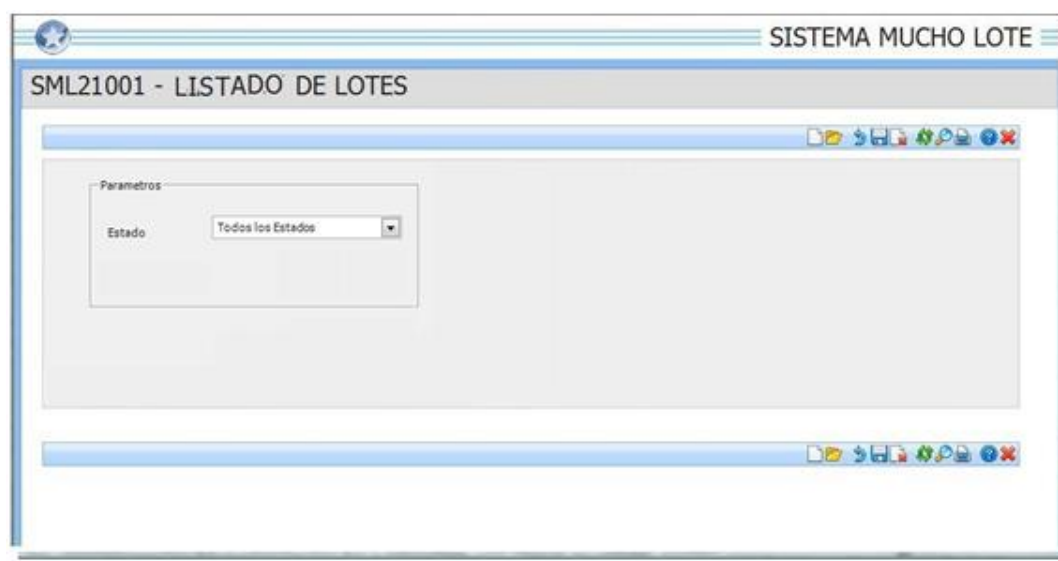 SISTEMA MUCHO LOTE
SML21001 - LISTADO DE LOTES
Parametros
Estado Todos los Estados